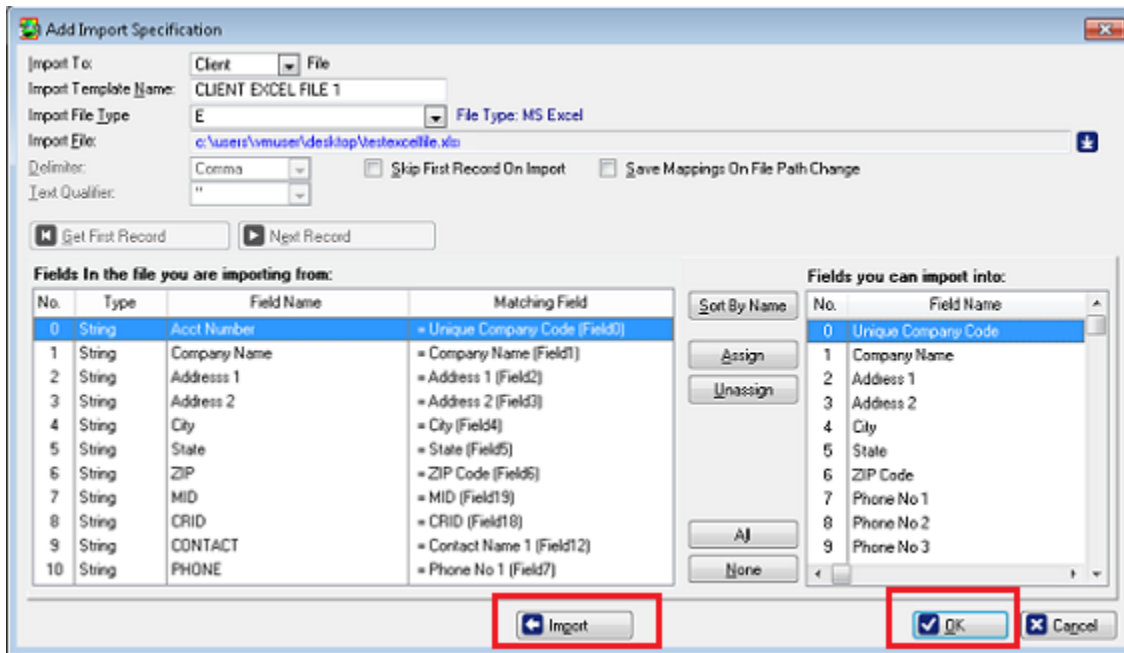 Add Import Specification
Import To: Client File
Import Template Name: CLIENT EXCEL FILE 1
Import File Type E File Type: MS Excel
Import File: c:\users\vmuser\desktop\testexcelfile.xls
Delimiter: Comma Skip First Record On Import Save Mappings On File Path Change
Text Qualifier: "
Get First Record Next Record
Fields In the file you are importing from: Fields you can import into:
No. Type Field Name Matching Field Sort By Name No. Field Name
0 String Acct Number = Unique Company Code (Field0) 0 Unique Company Code
1 String Company Name = Company Name (Field1) Assign 1 Company Name
2 String Addresss 1 = Address 1 (Field2) Unassign 2 Address 1
3 String Address 2 = Address 2 (Field3) 3 Address 2
4 String City = City (Field4) 4 City
5 String State = State (Field5) 5 State
6 String ZIP = ZIP Code (Field6) 6 ZIP Code
7 String MID = MID (Field19) 7 Phone No 1
8 String CRID = CRID (Field18) All 8 Phone No 2
9 String CONTACT = Contact Name 1 (Field12) 9 Phone No 3
10 String PHONE = Phone No 1 (Field7) None
Import OK Cancel